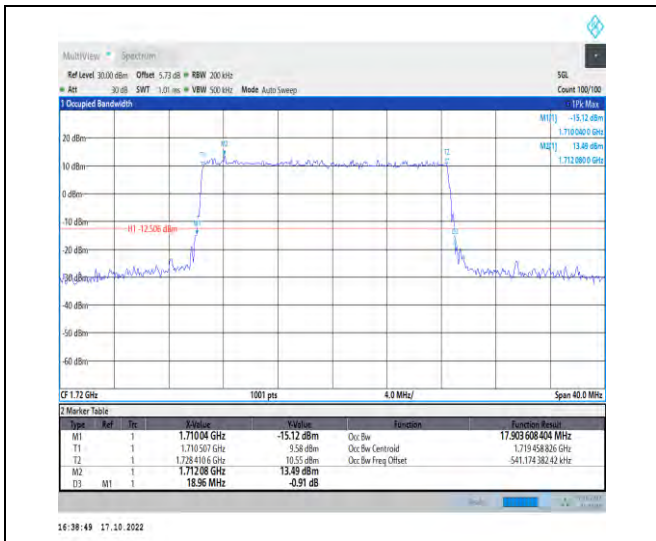 MultiView Spectrum
Ref Level 30.00 dBm Offset 5.73 dB RBW 200 kHz SGL
Att 30 dB SWT 1.01 ms VBW 500 kHz Mode Auto Sweep Count 100/100
1 Occupied Bandwidth 1Pk Max
M1[1] -15.12 dBm
1.710 040 0 GHz
M2[1] 13.49 dBm
1.712 080 0 GHz
20 dBm
M2
T1
T2
10 dBm
0 dBm
-10 dBm
M1
H1 -12.506 dBm
D3
-20 dBm
-30 dBm
-40 dBm
-50 dBm
-60 dBm
CF 1.72 GHz 1001 pts 4.0 MHz/ Span 40.0 MHz
2 Marker Table
Type Ref Trc X-Value Y-Value Function Function Result
M1 1 1.71004 GHz -15.12 dBm Occ Bw 17.903 608 404 MHz
T1 1 1.710 507 GHz 9.58 dBm Occ Bw Centroid 1.719 458 826 GHz
T2 1 1.728 410 6 GHz 10.55 dBm Occ Bw Freq Offset -541.174 382 42 kHz
M2 1 1.71208 GHz 13.49 dBm
D3 M1 1 18.96 MHz -0.91 dB
16:38:49 17.10.2022